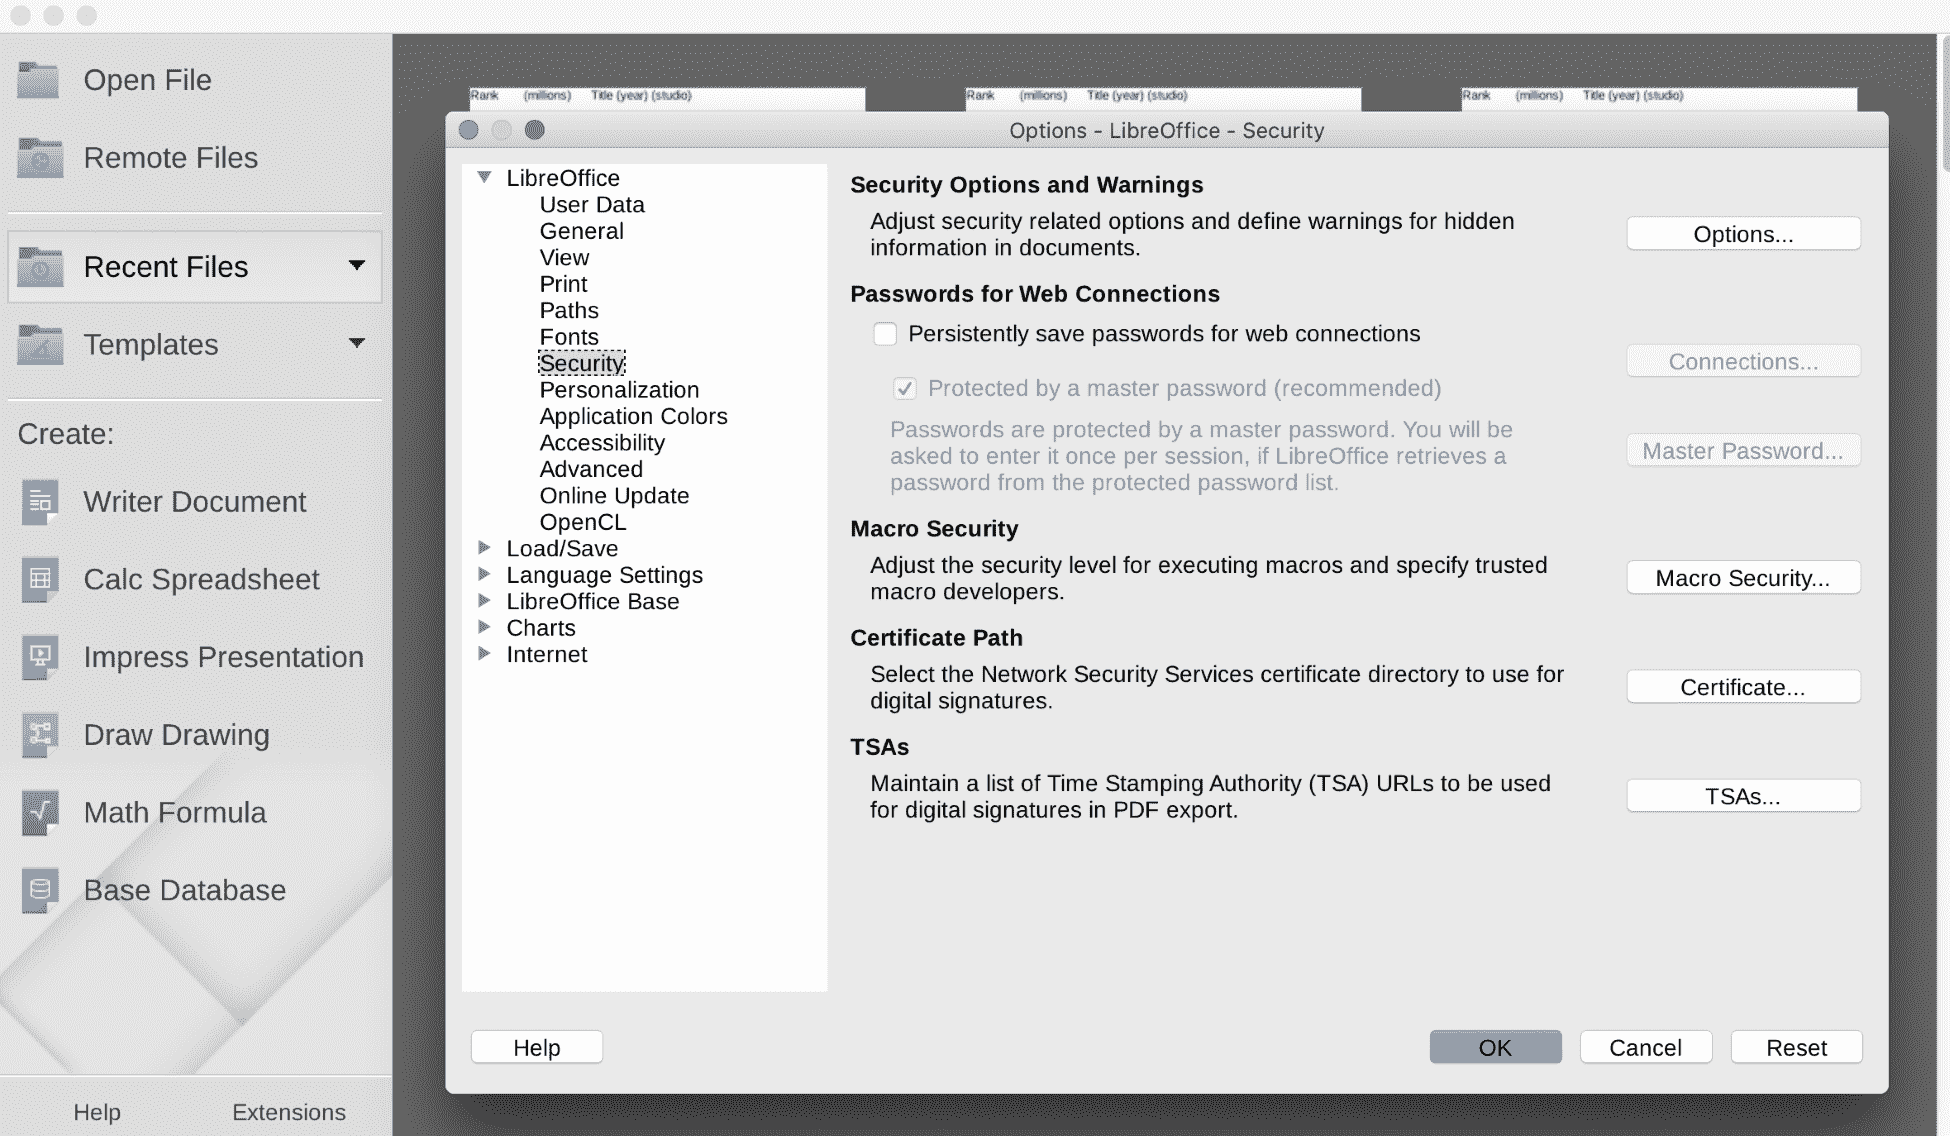 Open File
Remote Files
Recent Files
Templates
Create:
Writer Document
Calc Spreadsheet
Impress Presentation
Draw Drawing
Math Formula
Base Database
Help
Extensions
Rank (millions) Title (year) (studio)
Rank (millions) Title (year) (studio)
Rank (millions) Title (year) (studio)
Options - LibreOffice - Security
LibreOffice
User Data
General
View
Print
Paths
Fonts
Security
Personalization
Application Colors
Accessibility
Advanced
Online Update
OpenCL
Load/Save
Language Settings
LibreOffice Base
Charts
Internet
Security Options and Warnings
Adjust security related options and define warnings for hidden
information in documents.
Options...
Passwords for Web Connections
Persistently save passwords for web connections
Connections...
Protected by a master password (recommended)
Passwords are protected by a master password. You will be
asked to enter it once per session, if LibreOffice retrieves a
password from the protected password list.
Master Password...
Macro Security
Adjust the security level for executing macros and specify trusted
macro developers.
Macro Security...
Certificate Path
Select the Network Security Services certificate directory to use for
digital signatures.
Certificate...
TSAs
Maintain a list of Time Stamping Authority (TSA) URLs to be used
for digital signatures in PDF export.
TSAs...
Help
OK
Cancel
Reset